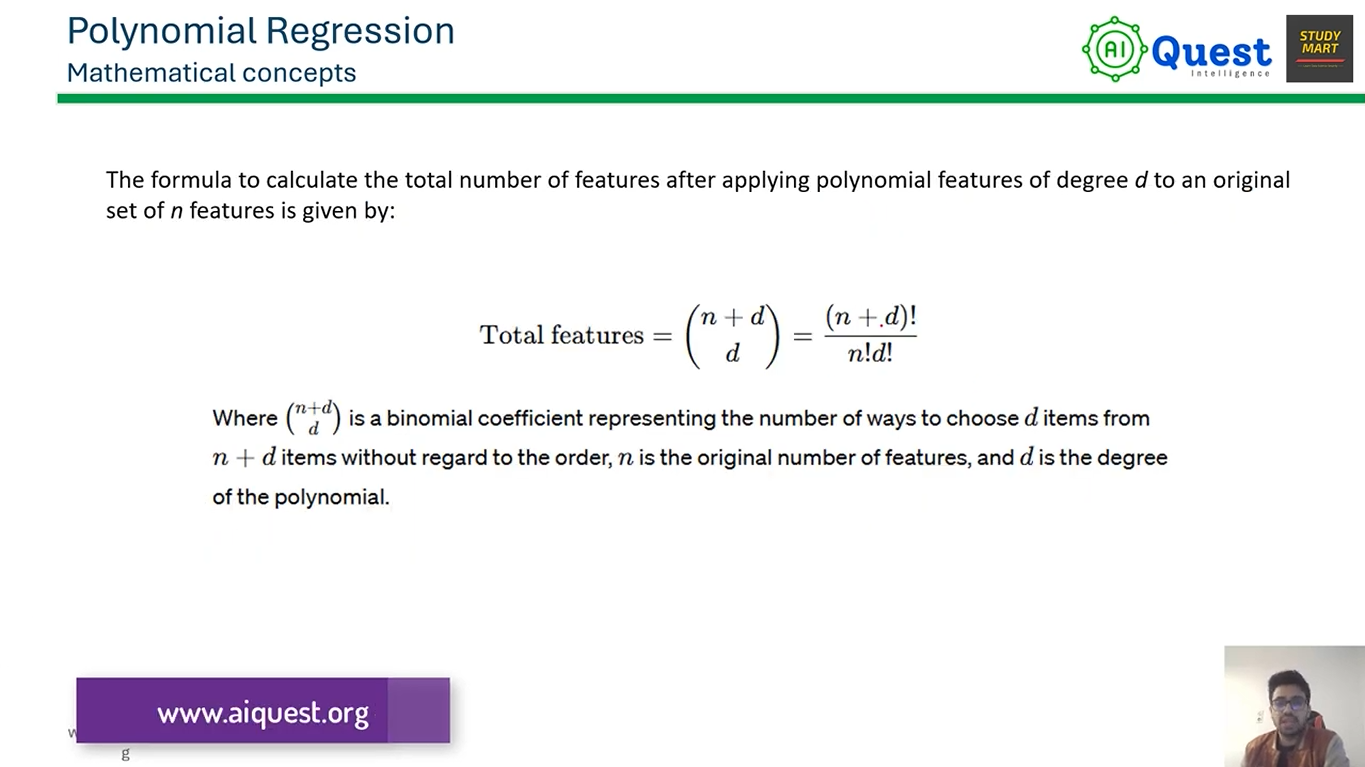 Polynomial Regression
Mathematical concepts
AI Quest
Intelligence
STUDY
MART
The formula to calculate the total number of features after applying polynomial features of degree d to an original
set of n features is given by:
Total features = (n + d d) = (n + d)! / n!d!
Where (n+d d) is a binomial coefficient representing the number of ways to choose d items from
n + d items without regard to the order, n is the original number of features, and d is the degree
of the polynomial.
www.aiquest.org
w
g